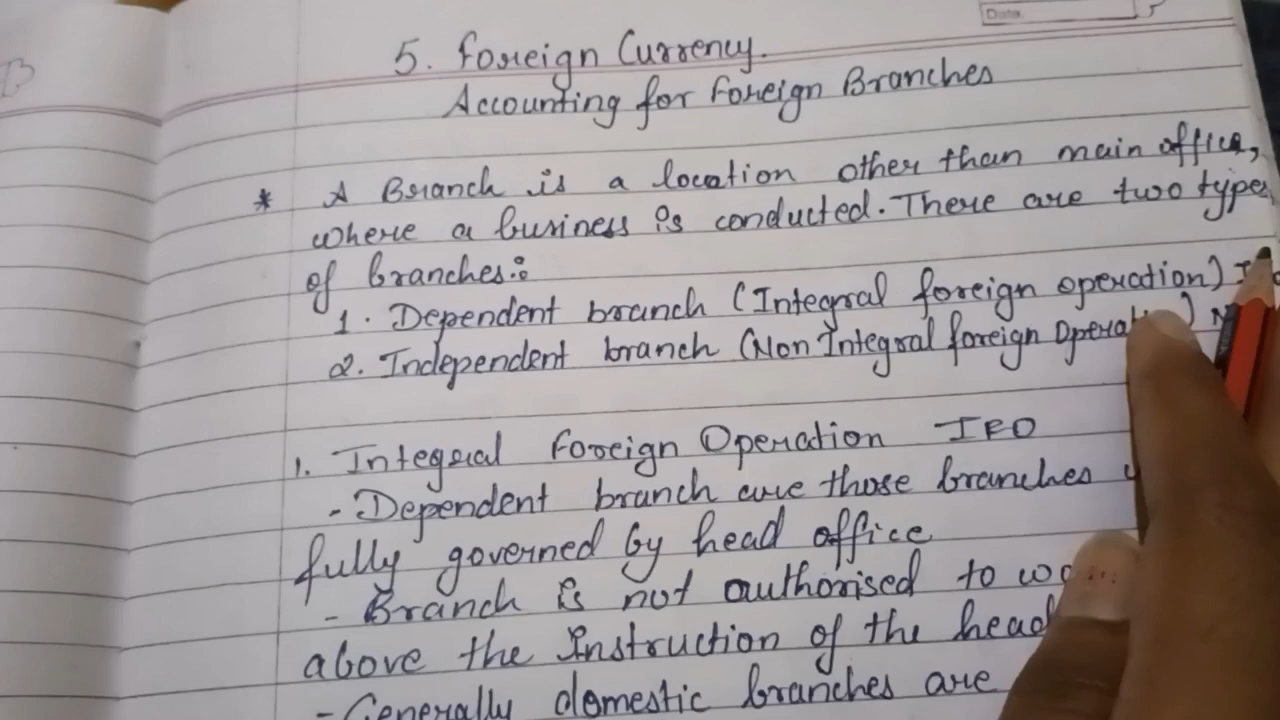 Date
5. Foreign Currency.
Accounting for Foreign Branches
* A Branch is a location other than main office,
where a business is conducted. There are two types
of branches:
1. Dependent branch (Integral foreign operation)
2. Independent branch (Non Integral foreign Operat )
1. Integral Foreign Operation IFO
- Dependent branch are those branches
fully governed by head office
- Branch is not authorised to
above the Instruction of the head
- Generally domestic branches are